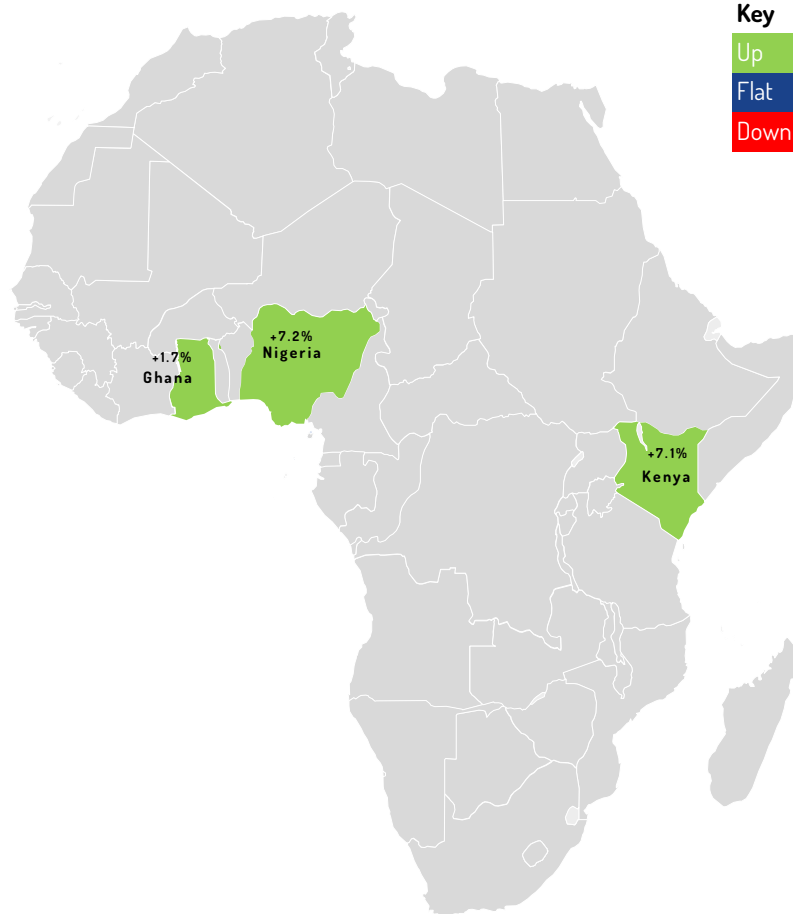 Key
Up
Flat
Down
+7.2%
Nigeria
+1.7%
Ghana
+7.1%
Kenya